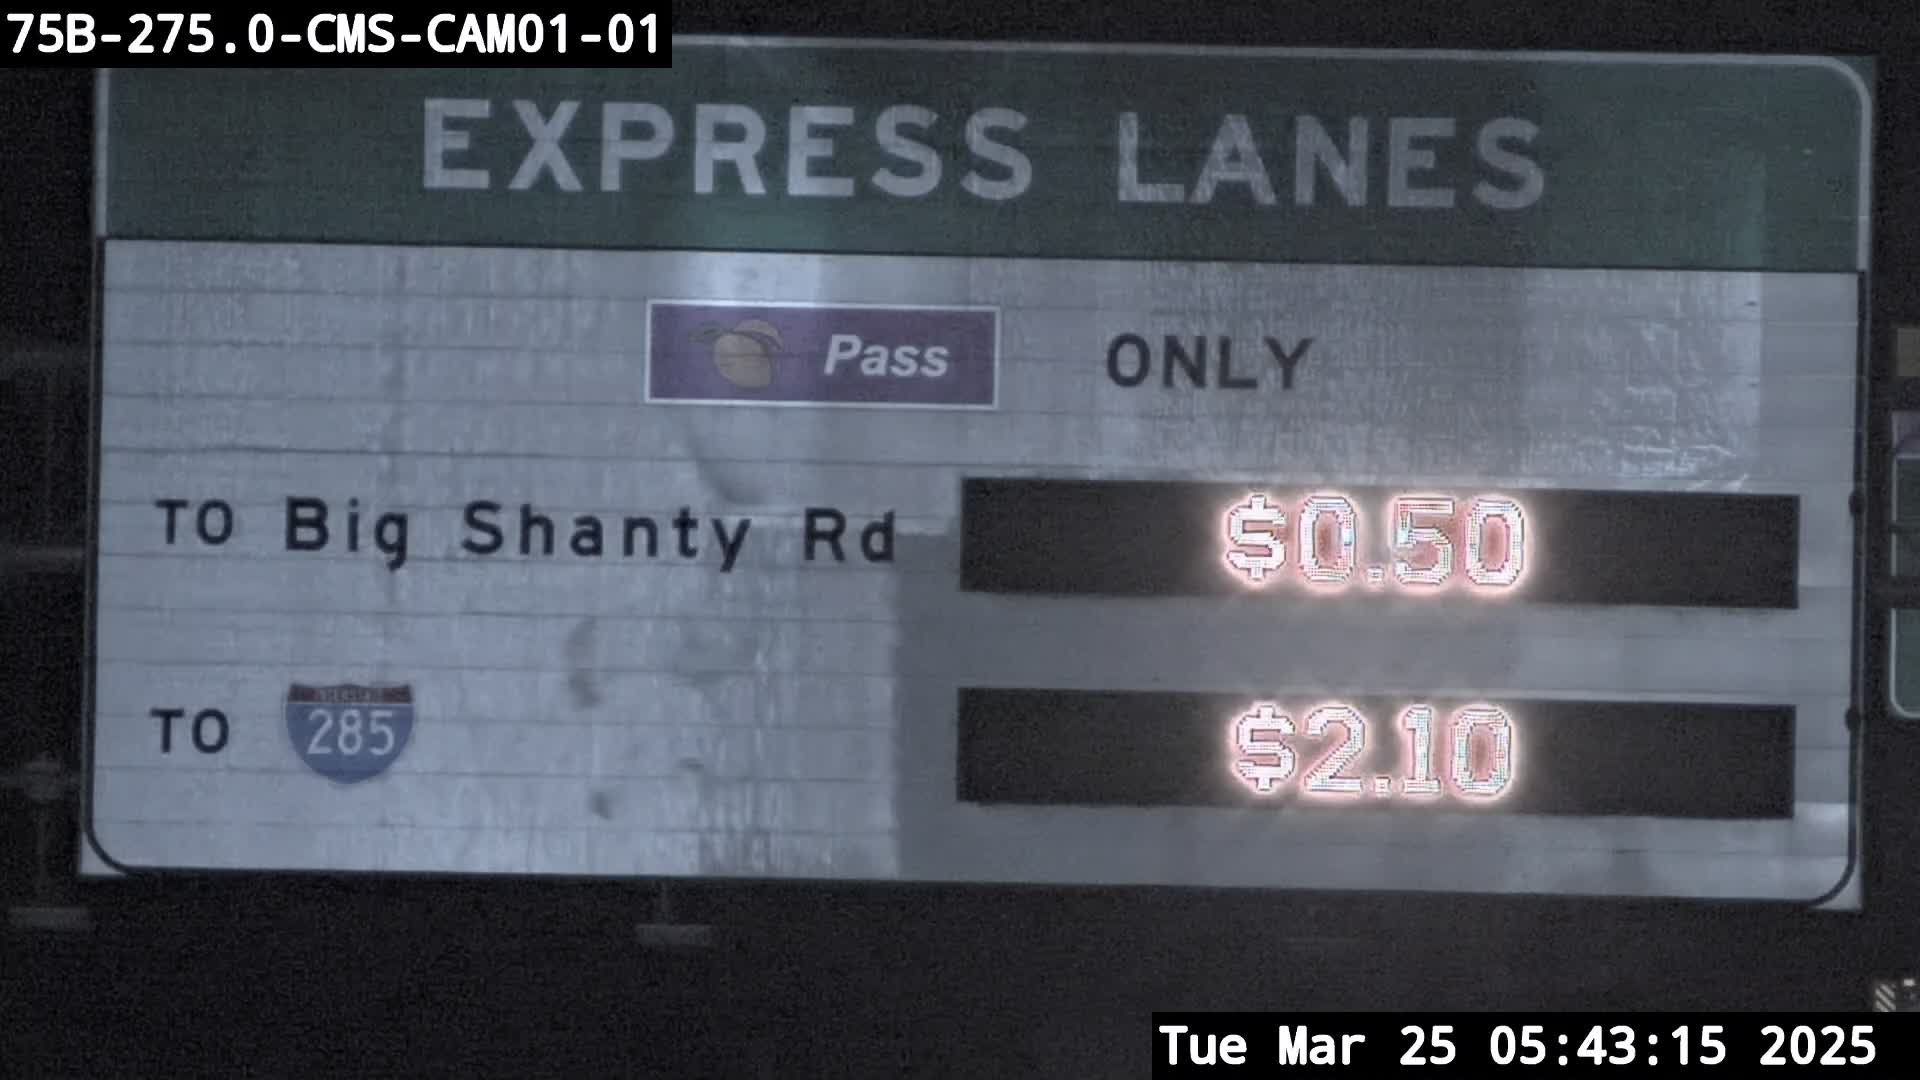 75B-275.0-CMS-CAM01-01
EXPRESS LANES
Pass ONLY
TO Big Shanty Rd $0.50
TO 285 $2.10
Tue Mar 25 05:43:15 2025